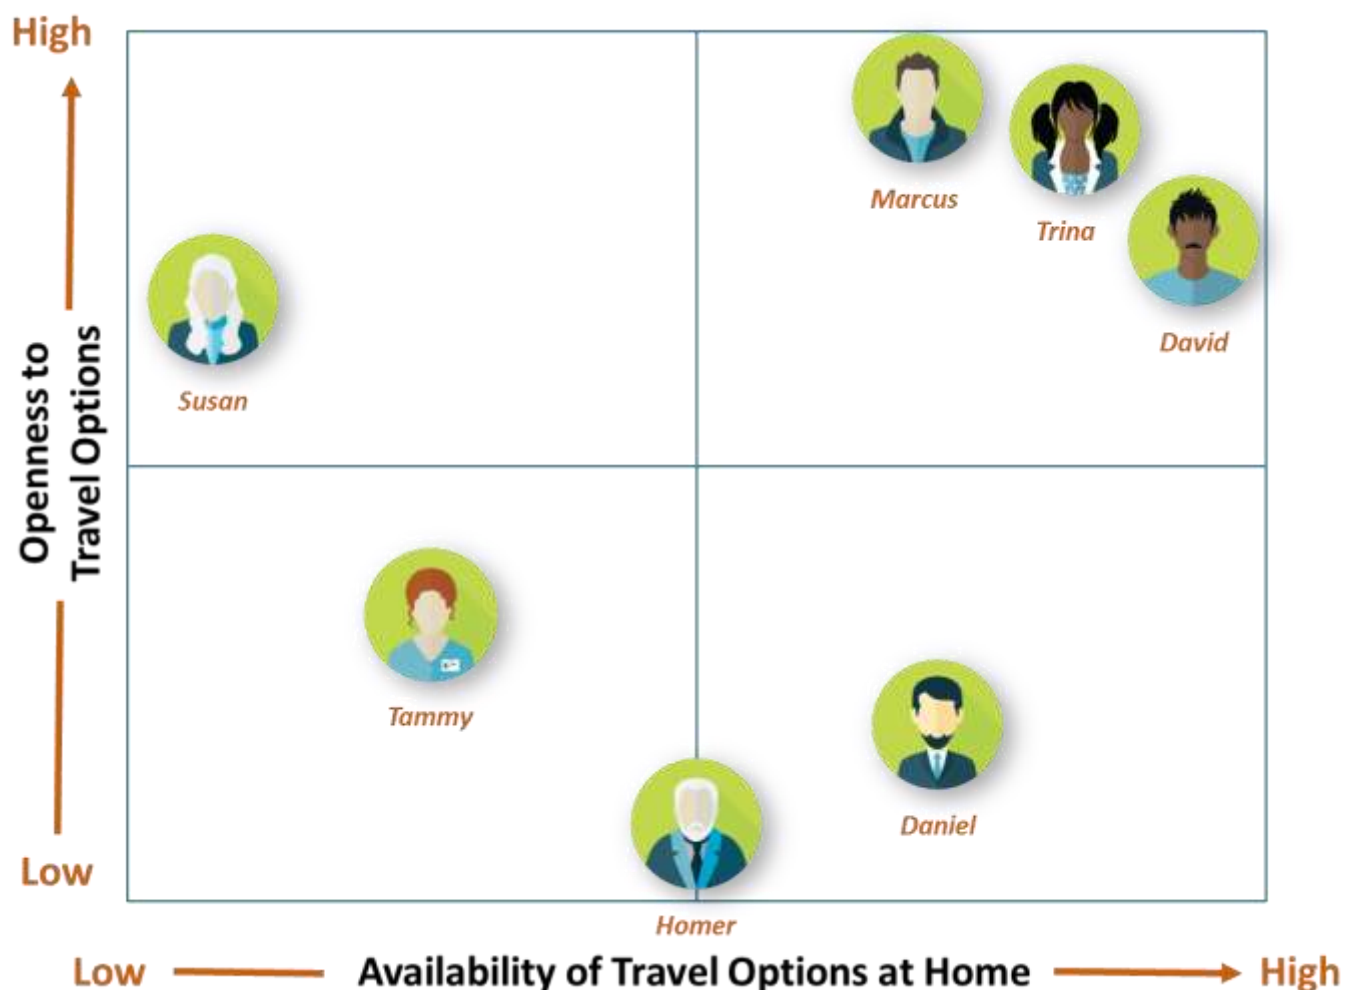 High
Marcus
Trina
David
Susan
Openness to
Travel Options
Tammy
Daniel
Low
Homer
Low
Availability of Travel Options at Home
High